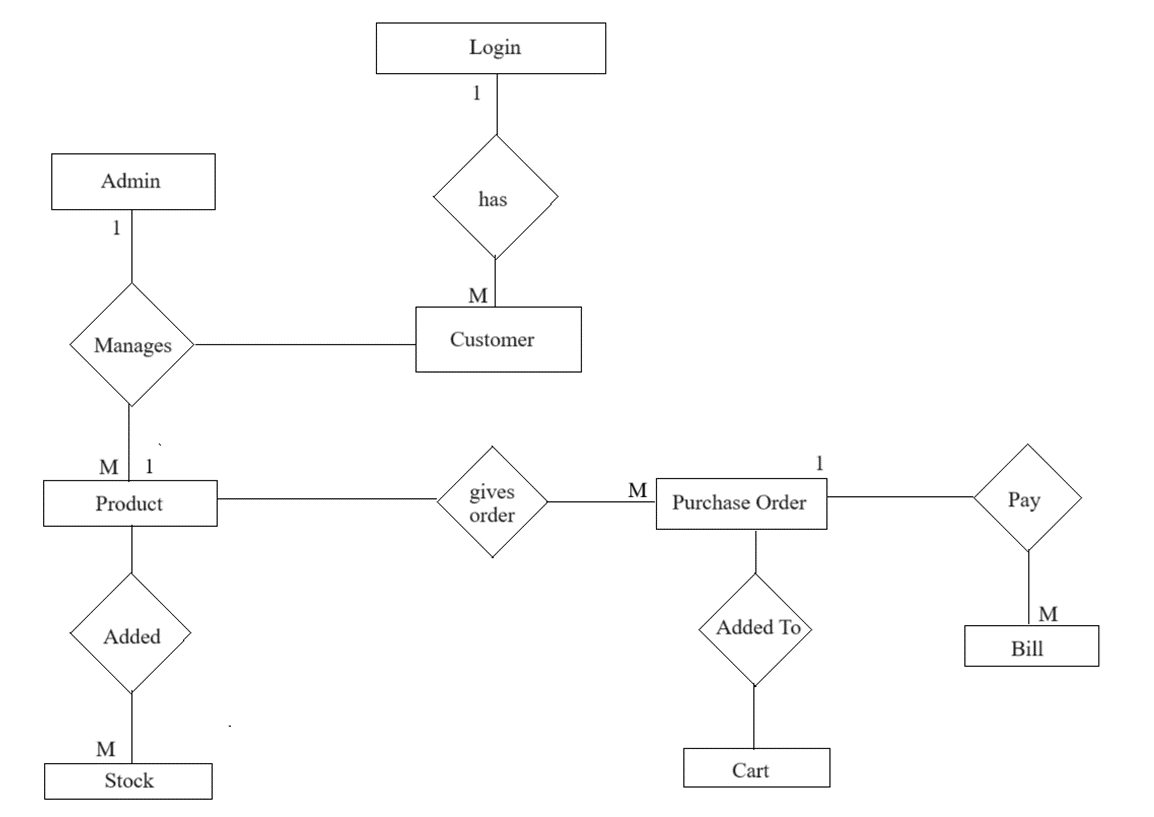 Login
1
Admin
has
1
M
Customer
Manages
M 1
Product
gives
order
M
1
Purchase Order
Pay
Added
Added To
M
Bill
M
Stock
Cart